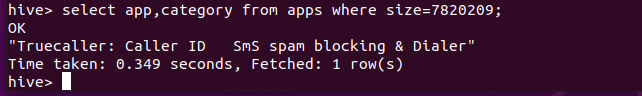 hive> select app,category from apps where size=7820209;
OK
"Truecaller: Caller ID   SmS spam blocking & Dialer"
Time taken: 0.349 seconds, Fetched: 1 row(s)
hive>